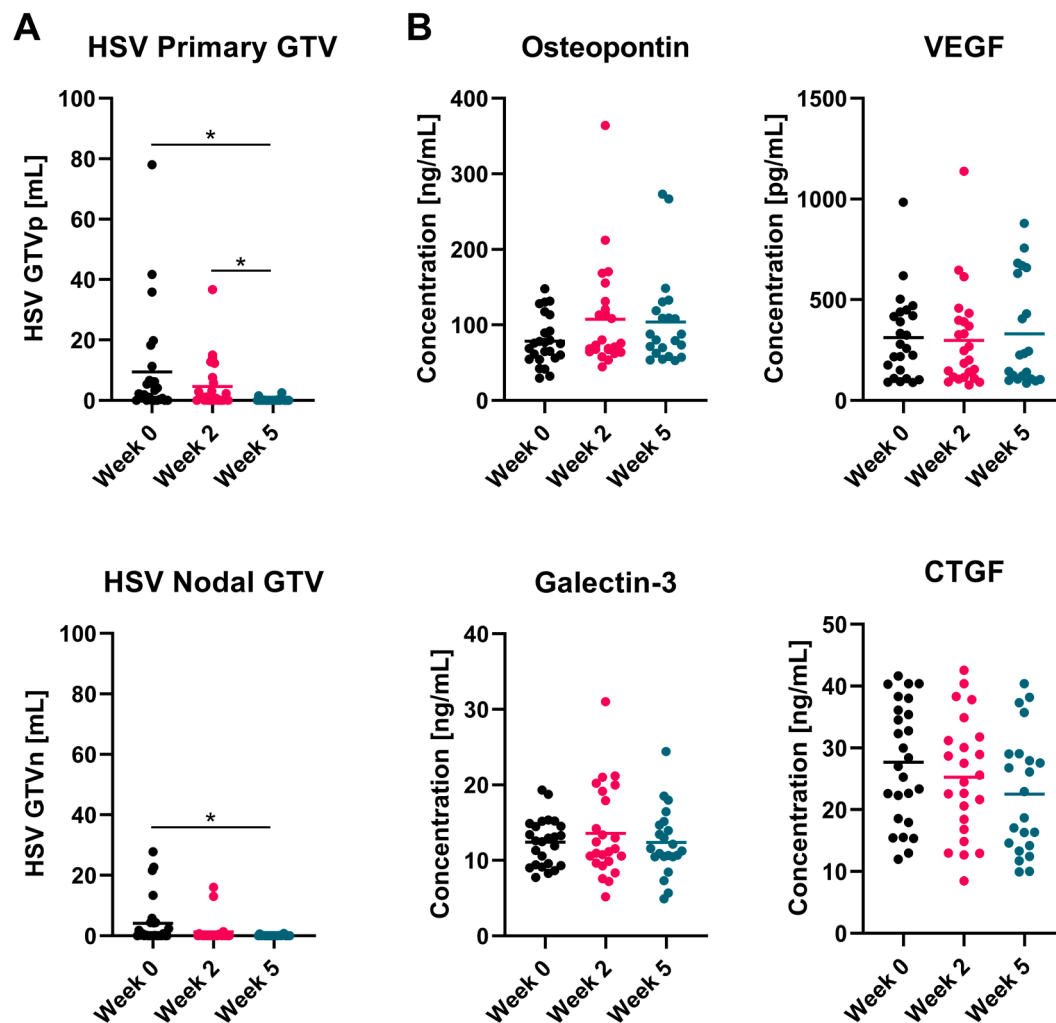 A
HSV Primary GTV
HSV GTVp [mL]
100
80
60
40
20
0
*
*
Week 0
Week 2
Week 5
B
Osteopontin
Concentration [ng/mL]
400
300
200
100
0
Week 0
Week 2
Week 5
VEGF
Concentration [pg/mL]
1500
1000
500
0
Week 0
Week 2
Week 5
HSV Nodal GTV
HSV GTVn [mL]
100
80
60
40
20
0
*
Week 0
Week 2
Week 5
Galectin-3
Concentration [ng/mL]
40
30
20
10
0
Week 0
Week 2
Week 5
CTGF
Concentration [ng/mL]
50
40
30
20
10
0
Week 0
Week 2
Week 5